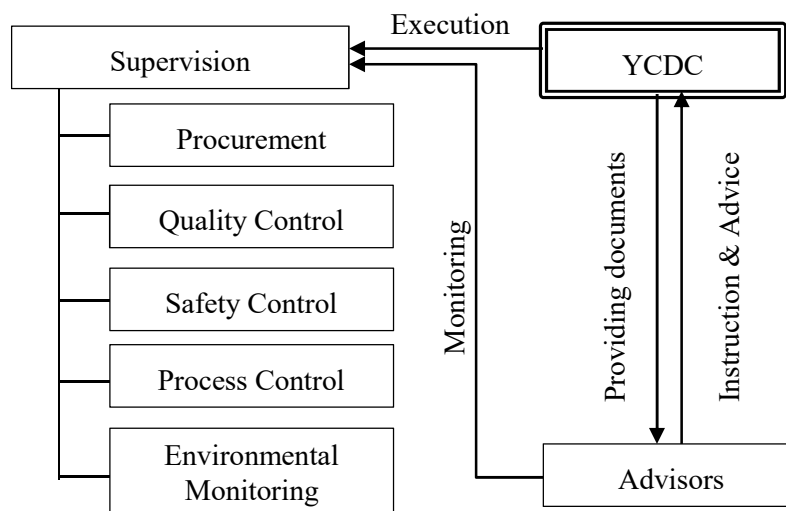 Execution
Supervision
YCDC
Procurement
Quality Control
Safety Control
Process Control
Environmental
Monitoring
Monitoring
Providing documents
Instruction & Advice
Advisors